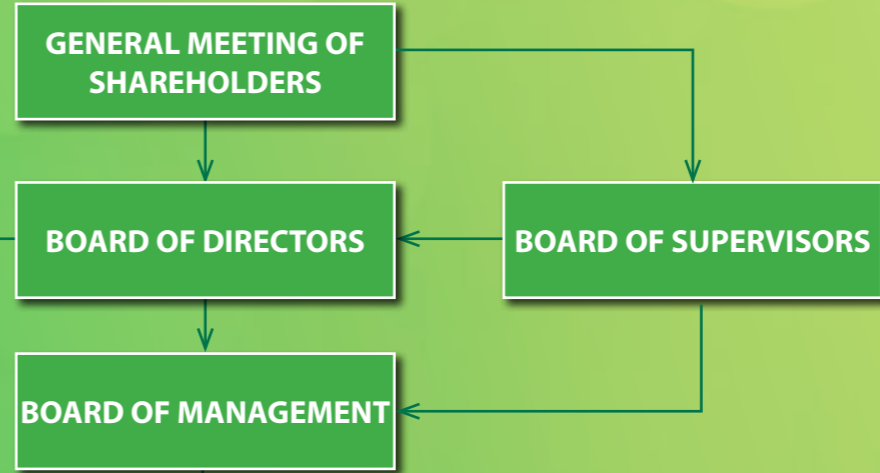 GENERAL MEETING OF
SHAREHOLDERS
BOARD OF DIRECTORS
BOARD OF SUPERVISORS
BOARD OF MANAGEMENT